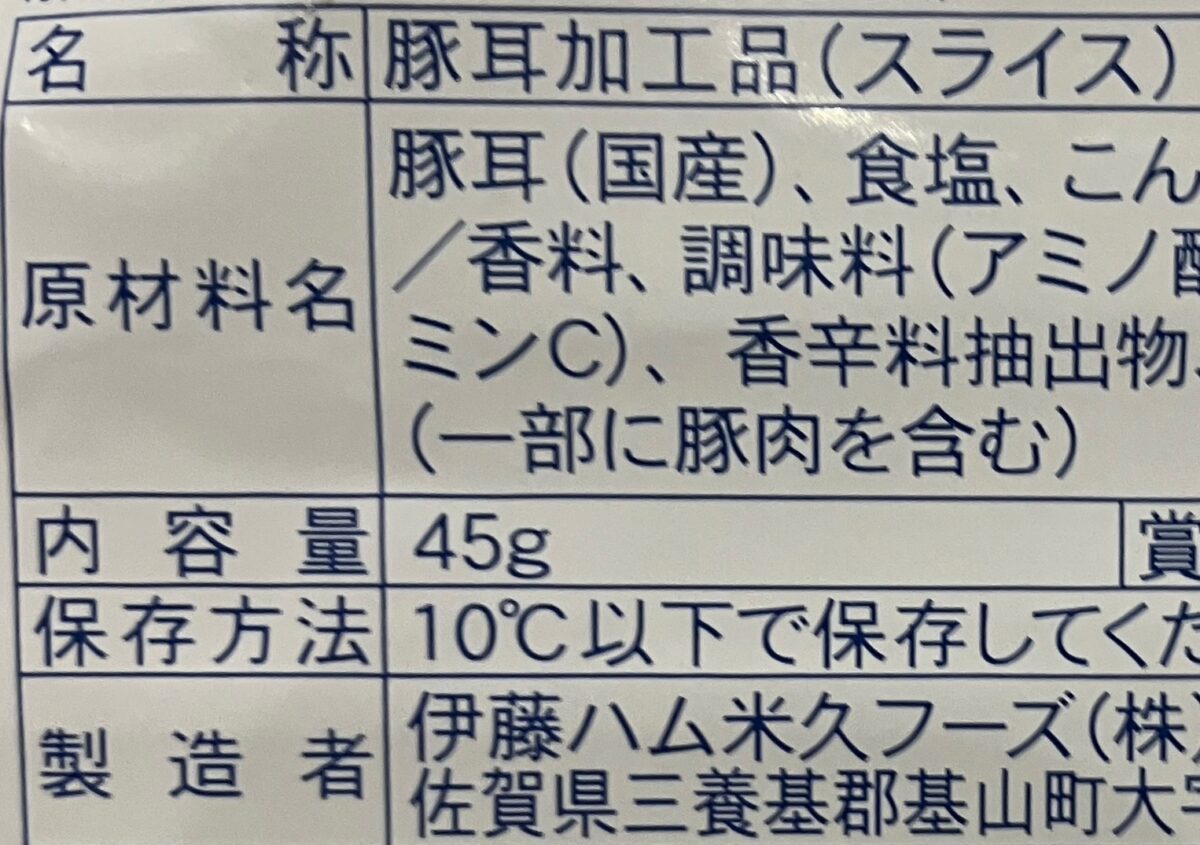 名称 豚耳加工品(スライス)
原材料名 豚耳(国産)、食塩、こん
/香料、調味料(アミノ酸
ミンC)、香辛料抽出物、
(一部に豚肉を含む)
内容量 45g 賞
保存方法 10℃以下で保存してくだ
製造者 伊藤ハム米久フーズ(株)
佐賀県三養基郡基山町大字